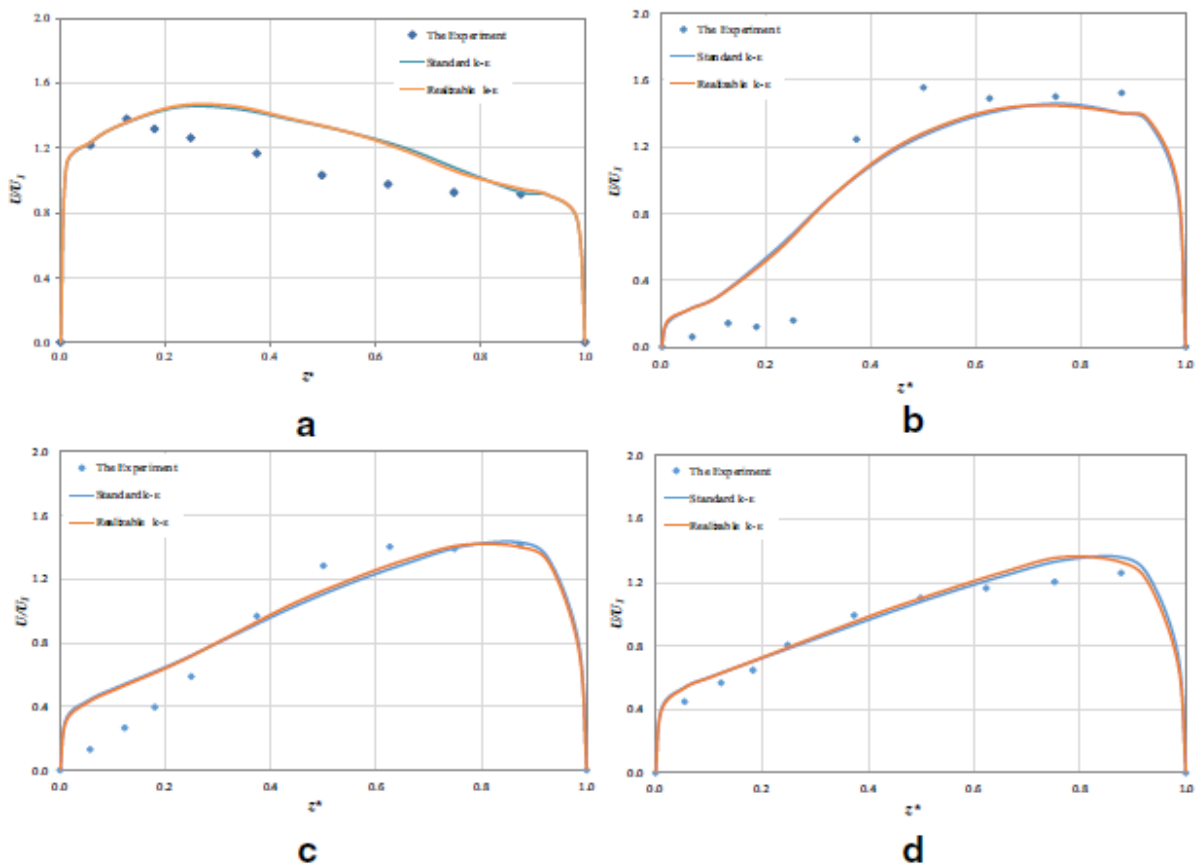 2.0
1.6
1.2
0.8
0.4
0.0
U/U₁
The Experiment
Standard k-ε
Realizable k-ε
0.0 0.2 0.4 0.6 0.8 1.0
z*
a
2.0
1.6
1.2
0.8
0.4
0.0
U/U₁
The Experiment
Standard k-ε
Realizable k-ε
0.0 0.2 0.4 0.6 0.8 1.0
z*
b
2.0
1.6
1.2
0.8
0.4
0.0
U/U₁
The Experiment
Standard k-ε
Realizable k-ε
0.0 0.2 0.4 0.6 0.8 1.0
z*
c
2.0
1.6
1.2
0.8
0.4
0.0
U/U₁
The Experiment
Standard k-ε
Realizable k-ε
0.0 0.2 0.4 0.6 0.8 1.0
z*
d